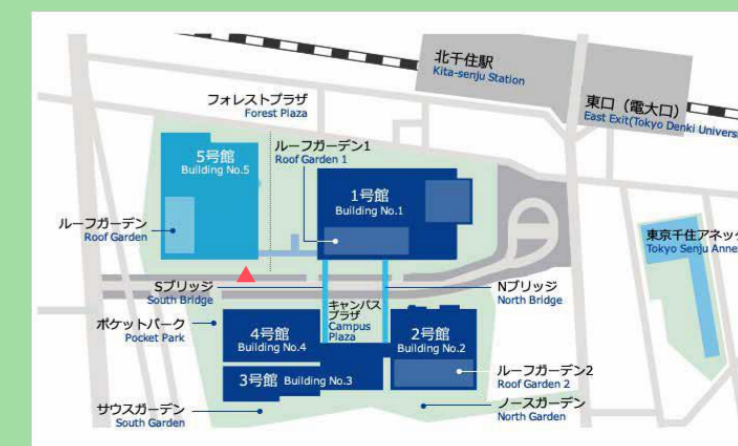 北千住駅
Kita-senju Station
東口（電大口）
East Exit(Tokyo Denki Universi
フォレストプラザ
Forest Plaza
5号館
Building No.5
ルーフガーデン1
Roof Garden 1
1号館
Building No.1
ルーフガーデン
Roof Garden
東京千住アネッ
Tokyo Senju Anne
Sブリッジ
South Bridge
Nブリッジ
North Bridge
キャンパス
プラザ
Campus
Plaza
ポケットパーク
Pocket Park
4号館
Building No.4
2号館
Building No.2
3号館 Building No.3
ルーフガーデン2
Roof Garden 2
サウスガーデン
South Garden
ノースガーデン
North Garden